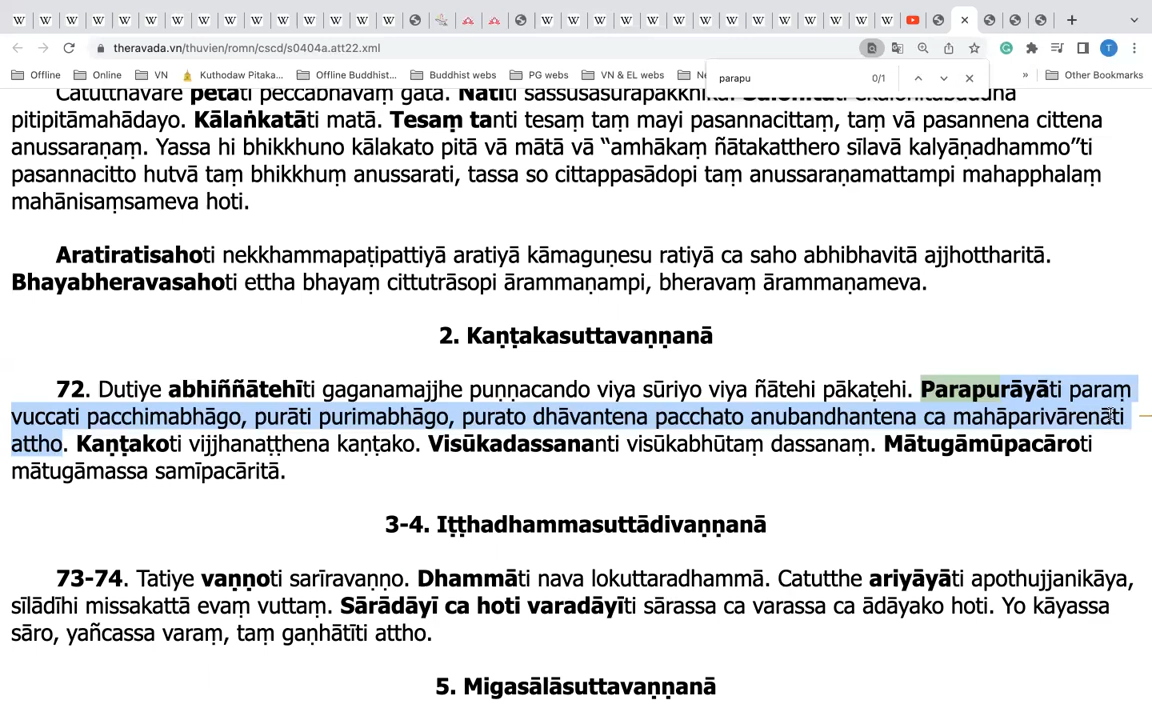 theravada.vn/thuvien/romn/cscd/s0404a.att22.xml
Offline Online VN Kuthodaw Pitaka... Offline Buddhist... Buddhist webs PG webs VN & EL webs » Other Bookmarks
parapu 0/1
Catutthavāre petāti peccabhāvaṃ gatā. Ñātīti
pitipitāmahādayo. Kālaṅkatāti matā. Tesaṃ tanti tesaṃ taṃ mayi pasannacittaṃ, taṃ vā pasannena cittena
anussaraṇaṃ. Yassa hi bhikkhuno kālakato pitā vā mātā vā “amhākaṃ ñātakatthero sīlavā kalyāṇadhammo”ti
pasannacitto hutvā taṃ bhikkhuṃ anussarati, tassa so cittappasādopi taṃ anussaraṇamattampi mahapphalaṃ
mahānisaṃsameva hoti.
Aratiratisahoti nekkhammapaṭipattiyā aratiyā kāmaguṇesu ratiyā ca saho abhibhavitā ajjhottharitā.
Bhayabheravasahoti ettha bhayaṃ cittutrāsopi ārammaṇampi, bheravaṃ ārammaṇameva.
2. Kaṇṭakasuttavaṇṇanā
72. Dutiye abhiññātehīti gaganamajjhe puṇṇacando viya sūriyo viya ñātehi pākaṭehi. Parapurāyāti paraṃ
vuccati pacchimabhāgo, purāti purimabhāgo, purato dhāvantena pacchato anubandhantena ca mahāparivārenāti
attho. Kaṇṭakoti vijjhanaṭṭhena kaṇṭako. Visūkadassananti visūkabhūtaṃ dassanaṃ. Mātugāmūpacāroti
mātugāmassa samīpacāritā.
3-4. Iṭṭhadhammasuttādivaṇṇanā
73-74. Tatiye vaṇṇoti sarīravaṇṇo. Dhammāti nava lokuttaradhammā. Catutthe ariyāyāti apothujjanikāya,
sīlādīhi missakattā evaṃ vuttaṃ. Sārādāyī ca hoti varadāyīti sārassa ca varassa ca ādāyako hoti. Yo kāyassa
sāro, yañcassa varaṃ, taṃ gaṇhātīti attho.
5. Migasālāsuttavaṇṇanā